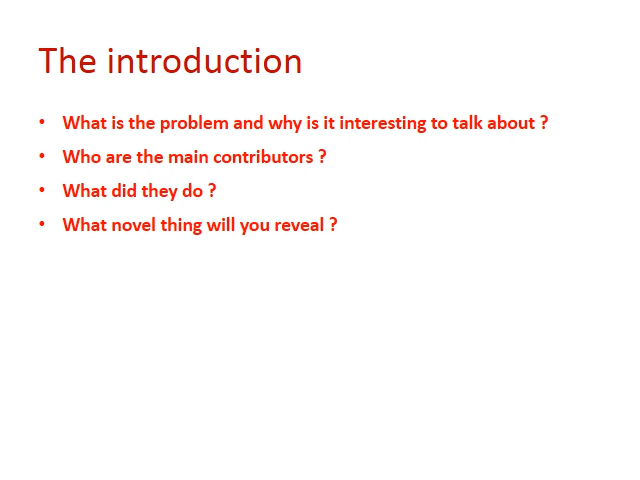 The introduction
• What is the problem and why is it interesting to talk about ?
• Who are the main contributors ?
• What did they do ?
• What novel thing will you reveal ?